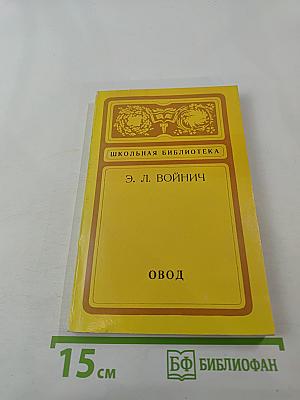 ШКОЛЬНАЯ БИБЛИОТЕКА
Э. Л. ВОЙНИЧ
ОВОД
15 см
БФ БИБЛИОФАН